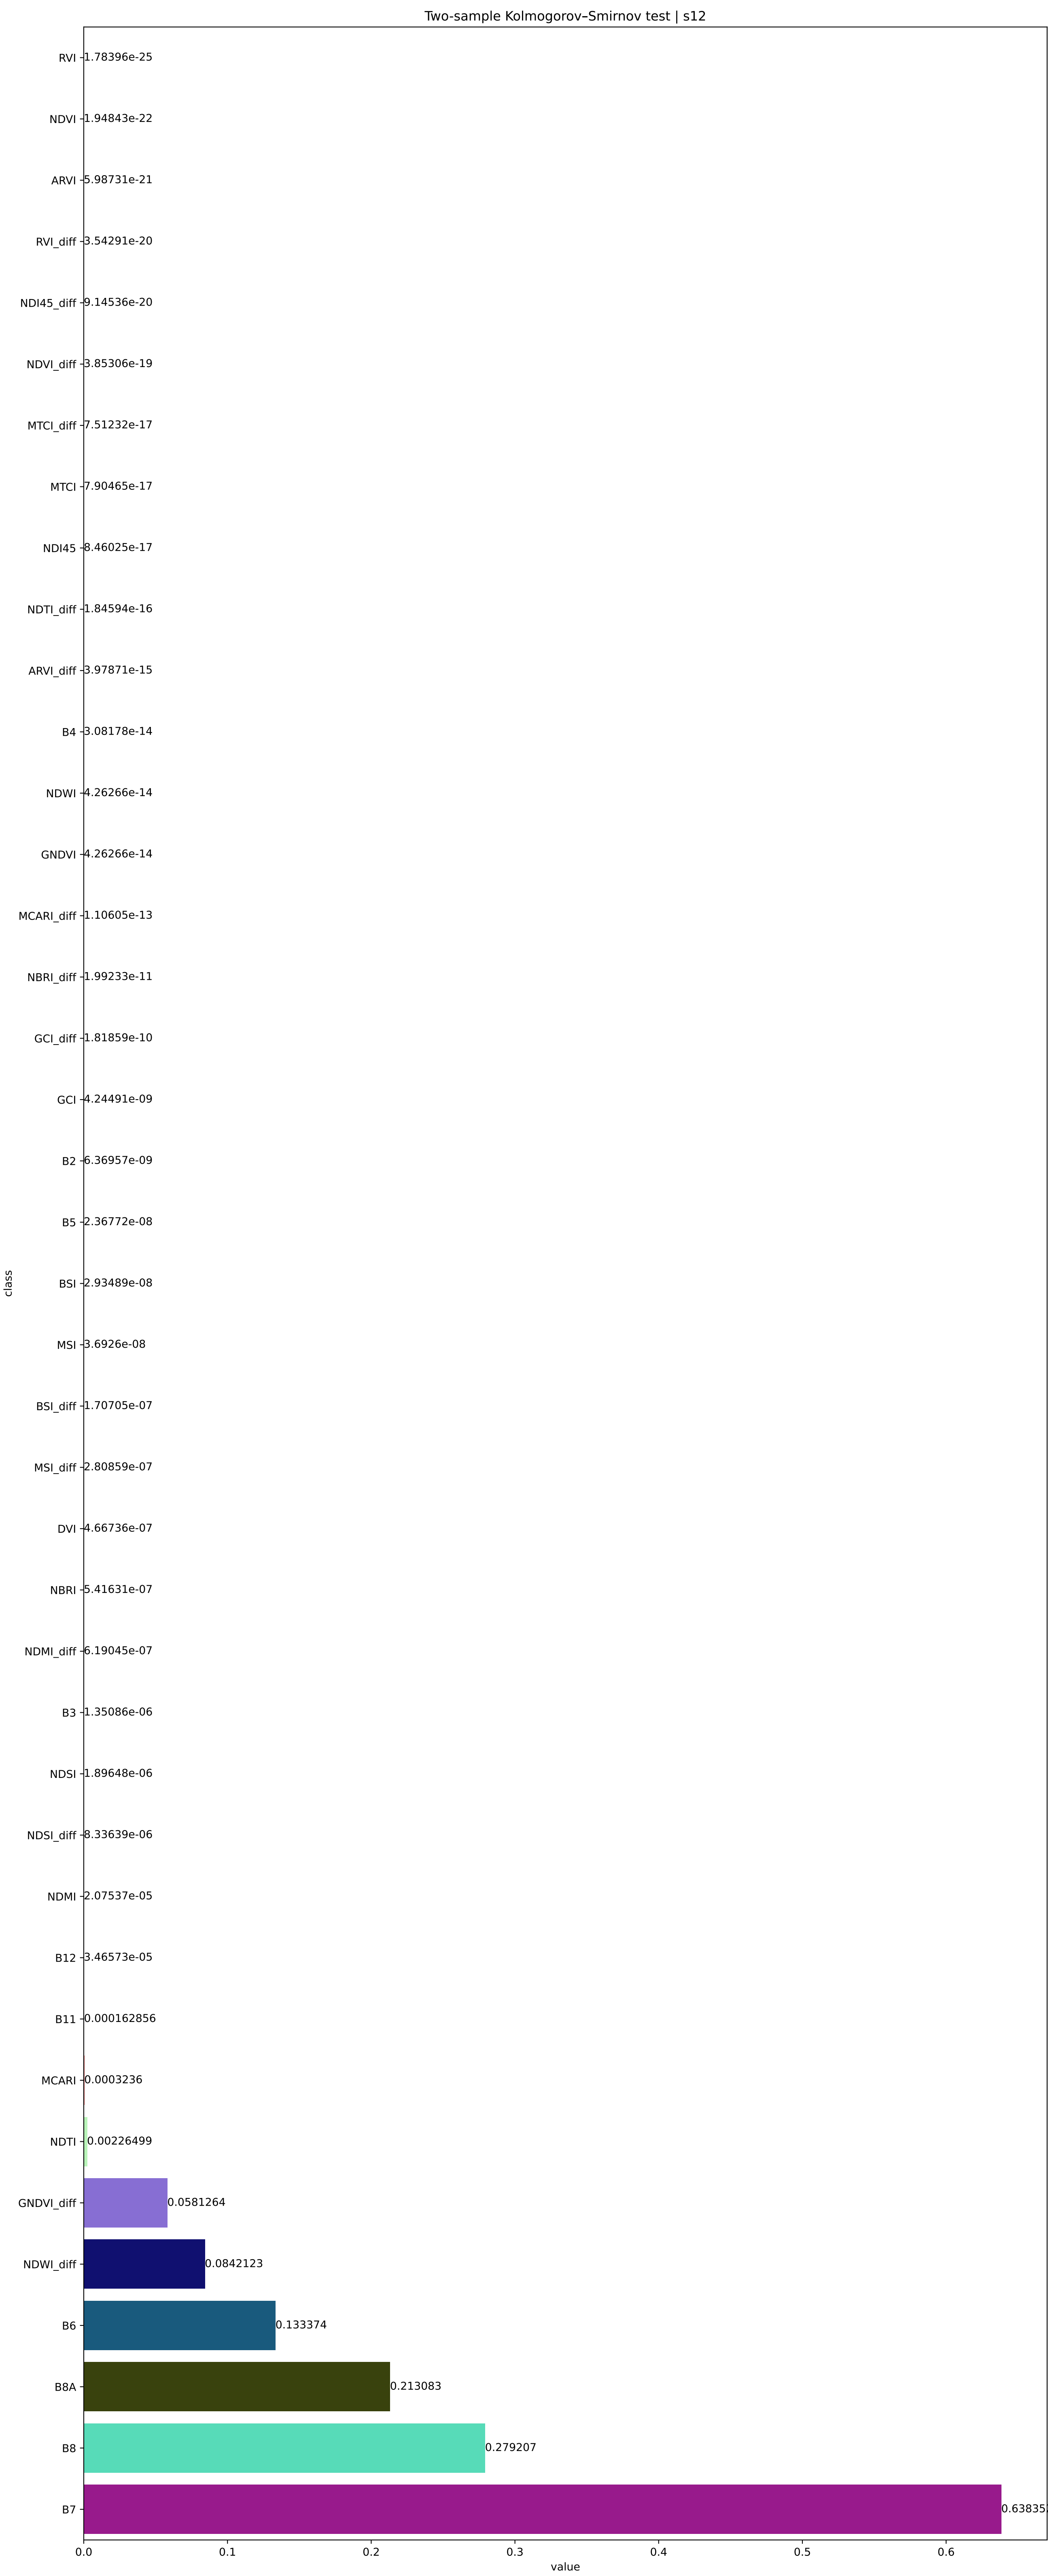 Two-sample Kolmogorov–Smirnov test | s12
RVI 1.78396e-25
NDVI 1.94843e-22
ARVI 5.98731e-21
RVI_diff 3.54291e-20
NDI45_diff 9.14536e-20
NDVI_diff 3.85306e-19
MTCI_diff 7.51232e-17
MTCI 7.90465e-17
NDI45 8.46025e-17
NDTI_diff 1.84594e-16
ARVI_diff 3.97871e-15
B4 3.08178e-14
NDWI 4.26266e-14
GNDVI 4.26266e-14
MCARI_diff 1.10605e-13
NBRI_diff 1.99233e-11
GCI_diff 1.81859e-10
GCI 4.24491e-09
B2 6.36957e-09
B5 2.36772e-08
BSI 2.93489e-08
MSI 3.6926e-08
BSI_diff 1.70705e-07
MSI_diff 2.80859e-07
DVI 4.66736e-07
NBRI 5.41631e-07
NDMI_diff 6.19045e-07
B3 1.35086e-06
NDSI 1.89648e-06
NDSI_diff 8.33639e-06
NDMI 2.07537e-05
B12 3.46573e-05
B11 0.000162856
MCARI 0.0003236
NDTI 0.00226499
GNDVI_diff 0.0581264
NDWI_diff 0.0842123
B6 0.133374
B8A 0.213083
B8 0.279207
B7 0.63835
class
0.0 0.1 0.2 0.3 0.4 0.5 0.6
value